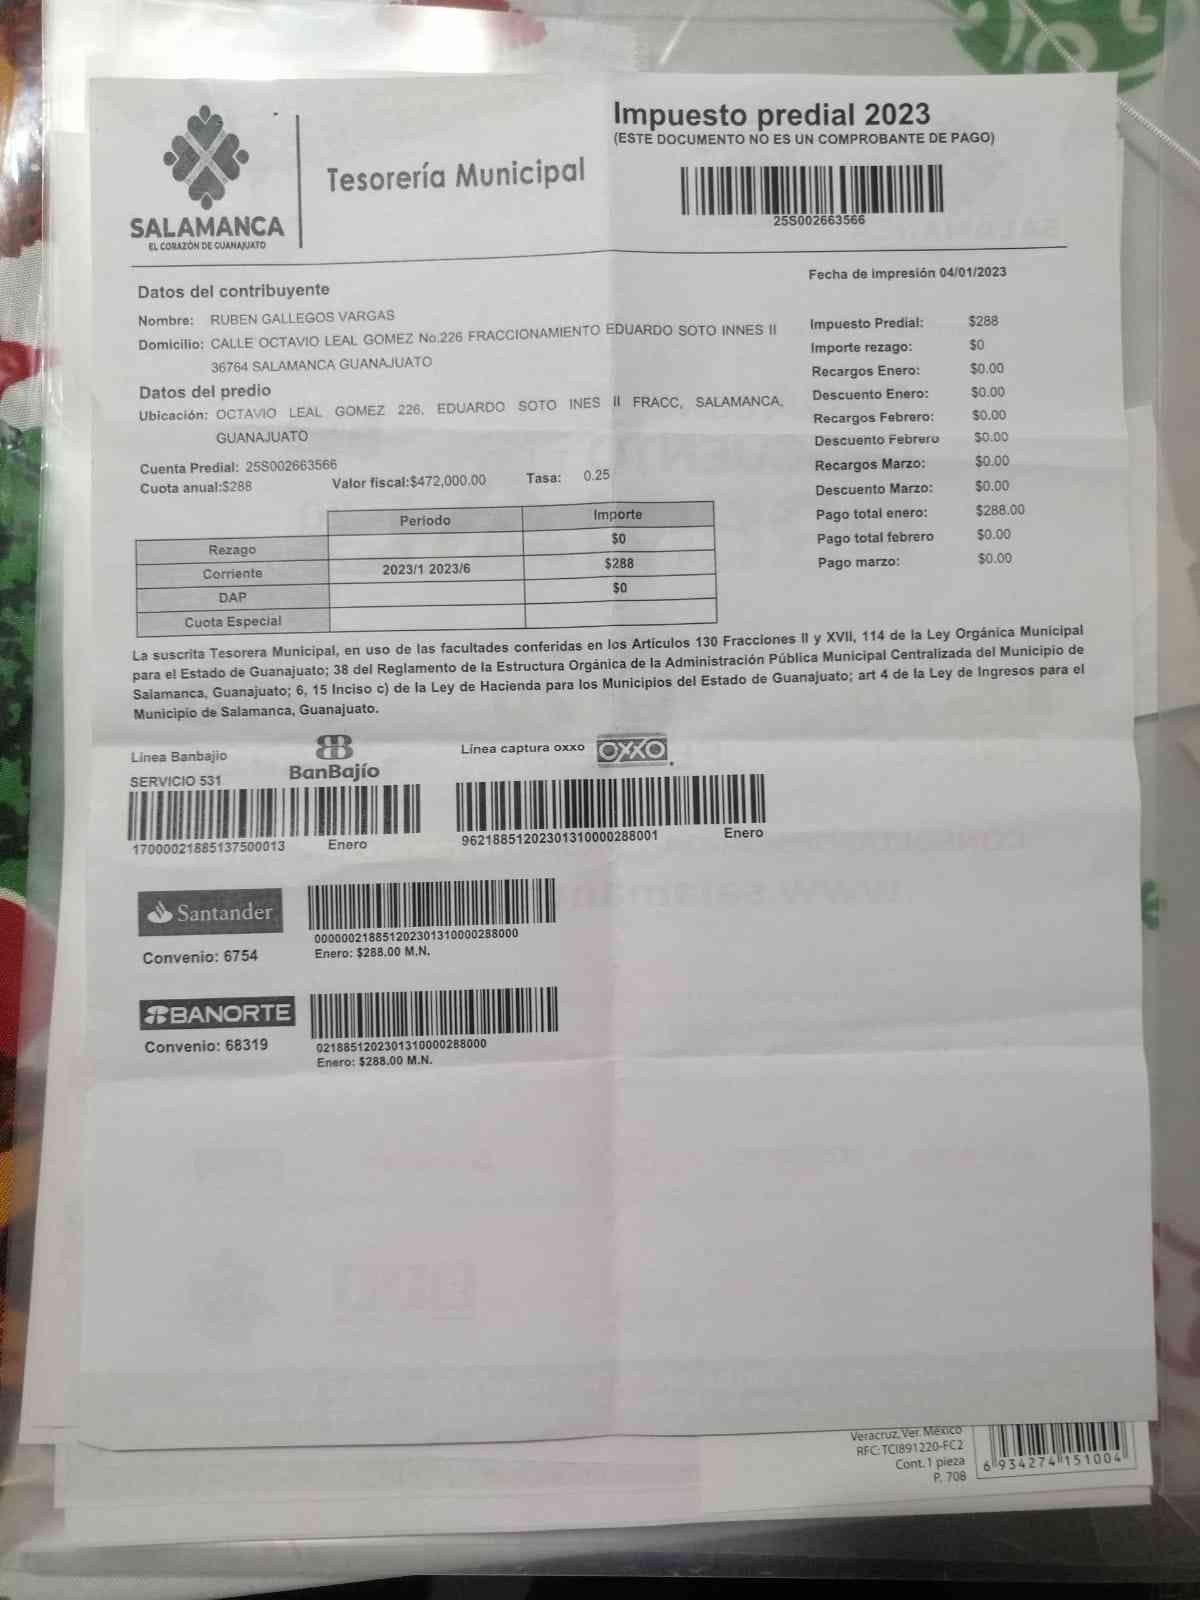 Impuesto predial 2023
(ESTE DOCUMENTO NO ES UN COMPROBANTE DE PAGO)
Tesorería Municipal
25S002663566
SALAMANCA
EL CORAZÓN DE GUANAJUATO
Fecha de impresión 04/01/2023
Datos del contribuyente
Nombre: RUBEN GALLEGOS VARGAS
Domicilio: CALLE OCTAVIO LEAL GOMEZ No.226 FRACCIONAMIENTO EDUARDO SOTO INNES II
36764 SALAMANCA GUANAJUATO
Datos del predio
Ubicación: OCTAVIO LEAL GOMEZ 226, EDUARDO SOTO INES II FRACC, SALAMANCA,
GUANAJUATO
Cuenta Predial: 25S002663566
Cuota anual:$288 Valor fiscal:$472,000.00 Tasa: 0.25
Impuesto Predial: $288
Importe rezago: $0
Recargos Enero: $0.00
Descuento Enero: $0.00
Recargos Febrero: $0.00
Descuento Febrero $0.00
Recargos Marzo: $0.00
Descuento Marzo: $0.00
Pago total enero: $288.00
Pago total febrero $0.00
Pago marzo: $0.00
Periodo Importe
Rezago $0
Corriente 2023/1 2023/6 $288
DAP $0
Cuota Especial
La suscrita Tesorera Municipal, en uso de las facultades conferidas en los Artículos 130 Fracciones II y XVII, 114 de la Ley Orgánica Municipal
para el Estado de Guanajuato; 38 del Reglamento de la Estructura Orgánica de la Administración Pública Municipal Centralizada del Municipio de
Salamanca, Guanajuato; 6, 15 Inciso c) de la Ley de Hacienda para los Municipios del Estado de Guanajuato; art 4 de la Ley de Ingresos para el
Municipio de Salamanca, Guanajuato.
Línea Banbajio
BanBajío
SERVICIO 531
17000021885137500013 Enero
Línea captura oxxo OXXO
96218851202301310000288001 Enero
Santander
Convenio: 6754
000000218851202301310000288000
Enero: $288.00 M.N.
BANORTE
Convenio: 68319
0218851202301310000288000
Enero: $288.00 M.N.
Veracruz, Ver. México
RFC: TCI891220-FC2
Cont. 1 pieza
P. 708
6 934274 151004